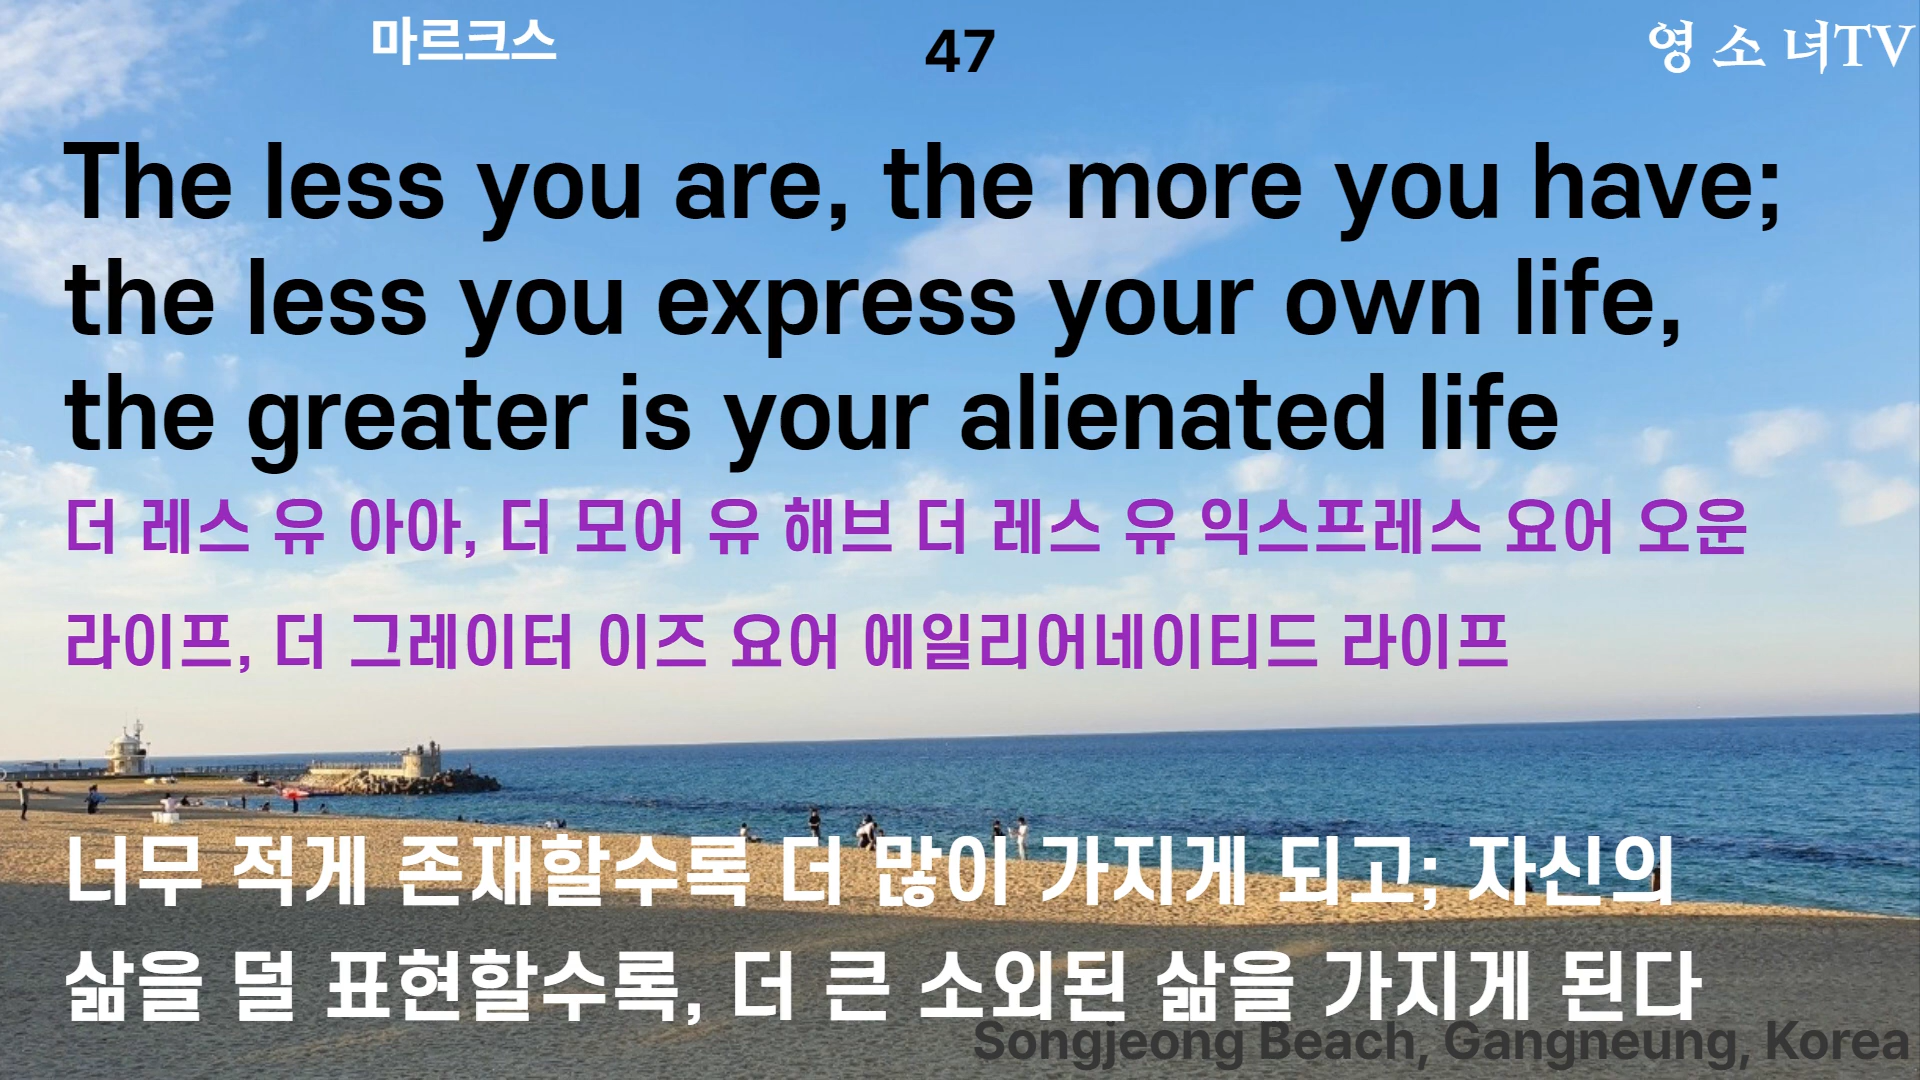 마르크스
47
영 소 녀TV
The less you are, the more you have;
the less you express your own life,
the greater is your alienated life
더 레스 유 아아, 더 모어 유 해브 더 레스 유 익스프레스 요어 오운
라이프, 더 그레이터 이즈 요어 에일리어네이티드 라이프
너무 적게 존재할수록 더 많이 가지게 되고; 자신의
삶을 덜 표현할수록, 더 큰 소외된 삶을 가지게 된다
Songjeong Beach, Gangneung, Korea